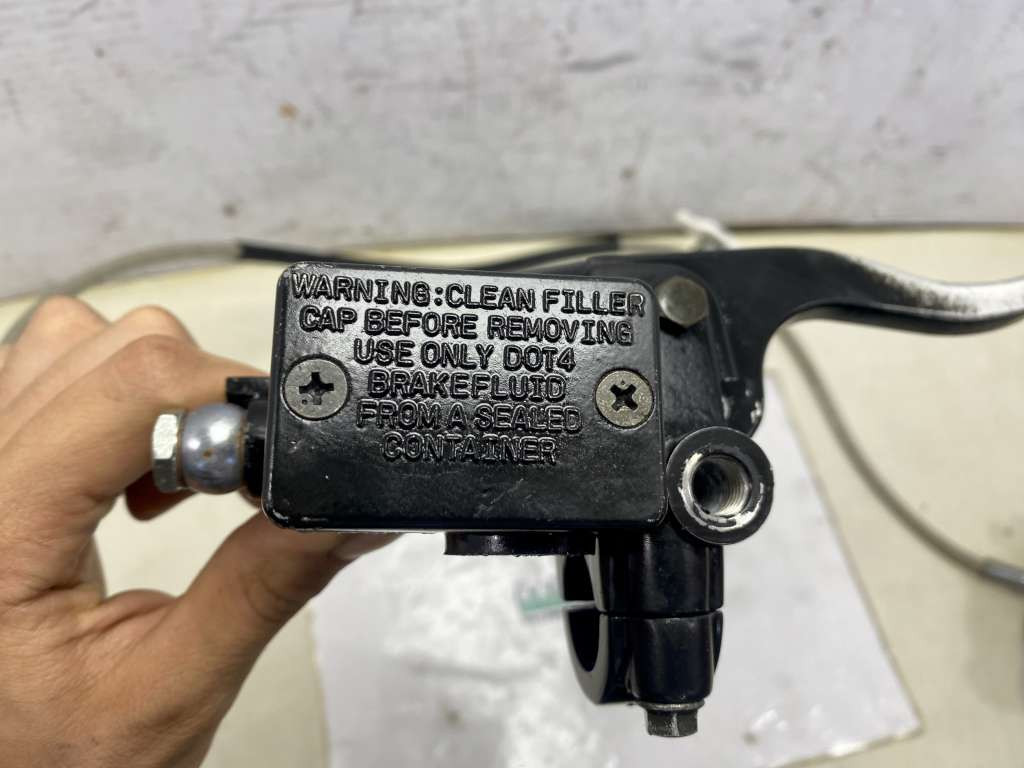 WARNING:CLEAN FILLER
CAP BEFORE REMOVING
USE ONLY DOT4
BRAKEFLUID
FROM A SEALED
CONTAINER